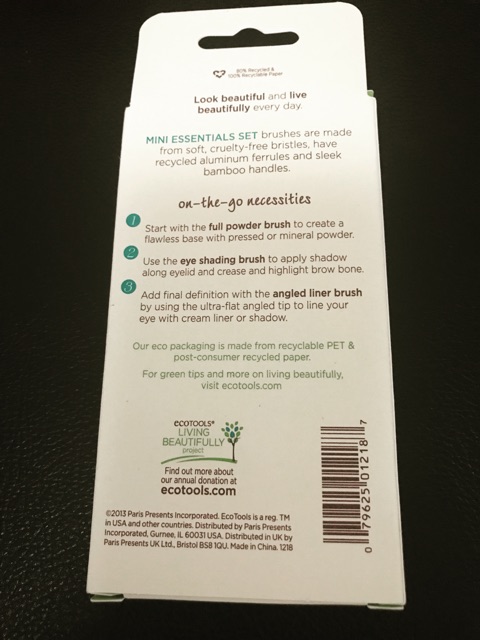 80% Recycled &
100% Recyclable Paper
Look beautiful and live
beautifully every day.
MINI ESSENTIALS SET brushes are made
from soft, cruelty-free bristles, have
recycled aluminum ferrules and sleek
bamboo handles.
on-the-go necessities
1 Start with the full powder brush to create a
flawless base with pressed or mineral powder.
2 Use the eye shading brush to apply shadow
along eyelid and crease and highlight brow bone.
3 Add final definition with the angled liner brush
by using the ultra-flat angled tip to line your
eye with cream liner or shadow.
Our eco packaging is made from recyclable PET &
post-consumer recycled paper.
For green tips and more on living beautifully,
visit ecotools.com
ECOTOOLS®
LIVING
BEAUTIFULLY
project
Find out more about
our annual donation at
ecotools.com
0 79625 01218 7
©2013 Paris Presents Incorporated. EcoTools is a reg. TM
in USA and other countries. Distributed by Paris Presents
Incorporated, Gurnee, IL 60031 USA. Distributed in UK by
Paris Presents UK Ltd., Bristol BS8 1QU. Made in China. 1218